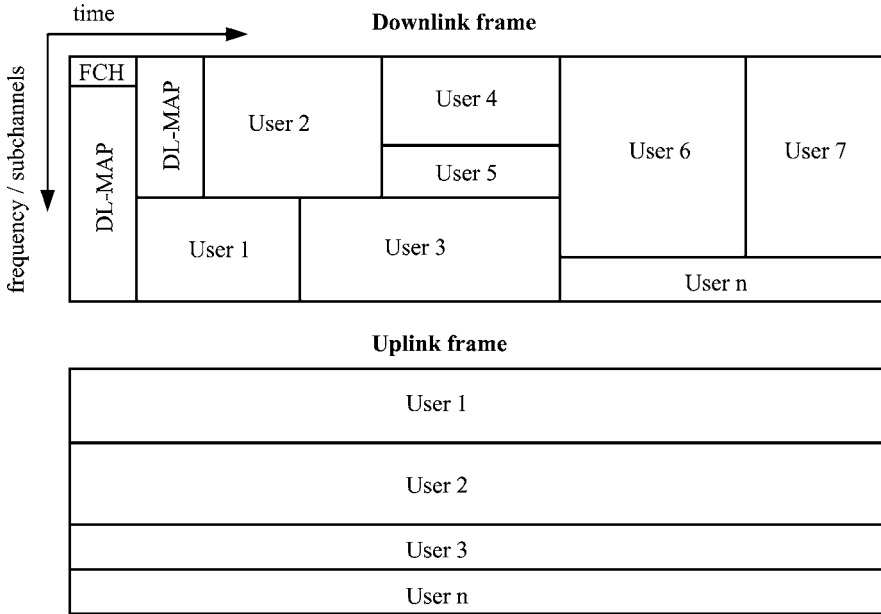 time
Downlink frame
frequency / subchannels
FCH
DL-MAP
DL-MAP
User 2
User 4
User 5
User 6
User 7
User 1
User 3
User n
Uplink frame
User 1
User 2
User 3
User n